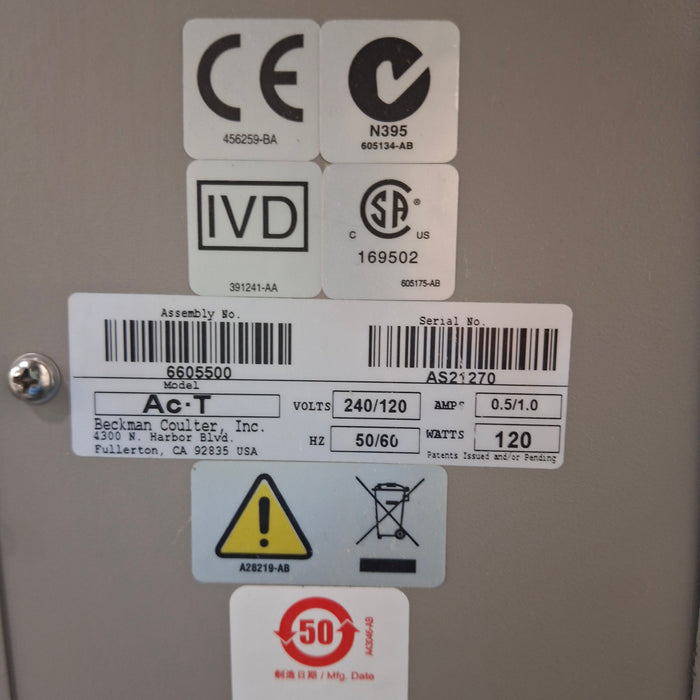 CE
456259-BA
N395
605134-AB
IVD
391241-AA
SA ®
C US
169502
605175-AB
Assembly No.
6605500
Serial No.
AS21270
Model
Ac·T
VOLTS 240/120 AMPS 0.5/1.0
Beckman Coulter, Inc.
4300 N. Harbor Blvd.
Fullerton, CA 92835 USA
HZ 50/60 WATTS 120
Patents Issued and/or Pending
!
A28219-AB
50
A43046-AB
制造日期 / Mfg. Date